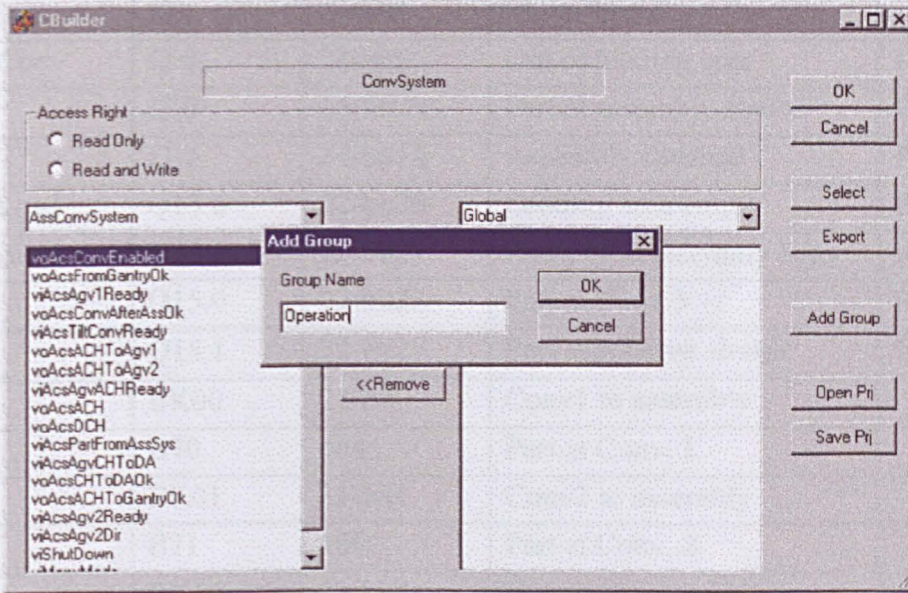 CBuilder
ConvSystem
Access Right
Read Only
Read and Write
OK
Cancel
Select
Export
Add Group
Open Prj
Save Prj
AssConvSystem
Global
voAcsConvEnabled
voAcsFromGantryOk
viAcsAgv1Ready
voAcsConvAfterAssOk
viAcsTiltConvReady
voAcsACHToAgv1
voAcsACHToAgv2
viAcsAgvACHReady
voAcsACH
voAcsDCH
viAcsPartFromAssSys
viAcsAgvCHToDA
voAcsCHToDAOk
voAcsACHToGantryOk
viAcsAgv2Ready
viAcsAgv2Dir
viShutDown
Add Group
Group Name
Operation
OK
Cancel
<<Remove